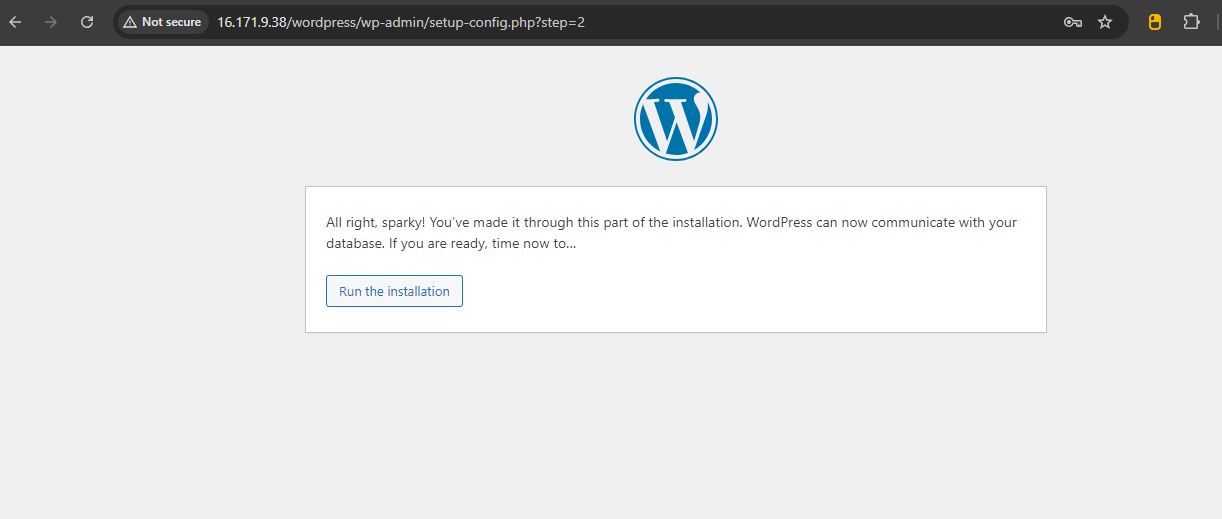 Not secure 16.171.9.38/wordpress/wp-admin/setup-config.php?step=2
W
All right, sparky! You’ve made it through this part of the installation. WordPress can now communicate with your
database. If you are ready, time now to…
Run the installation